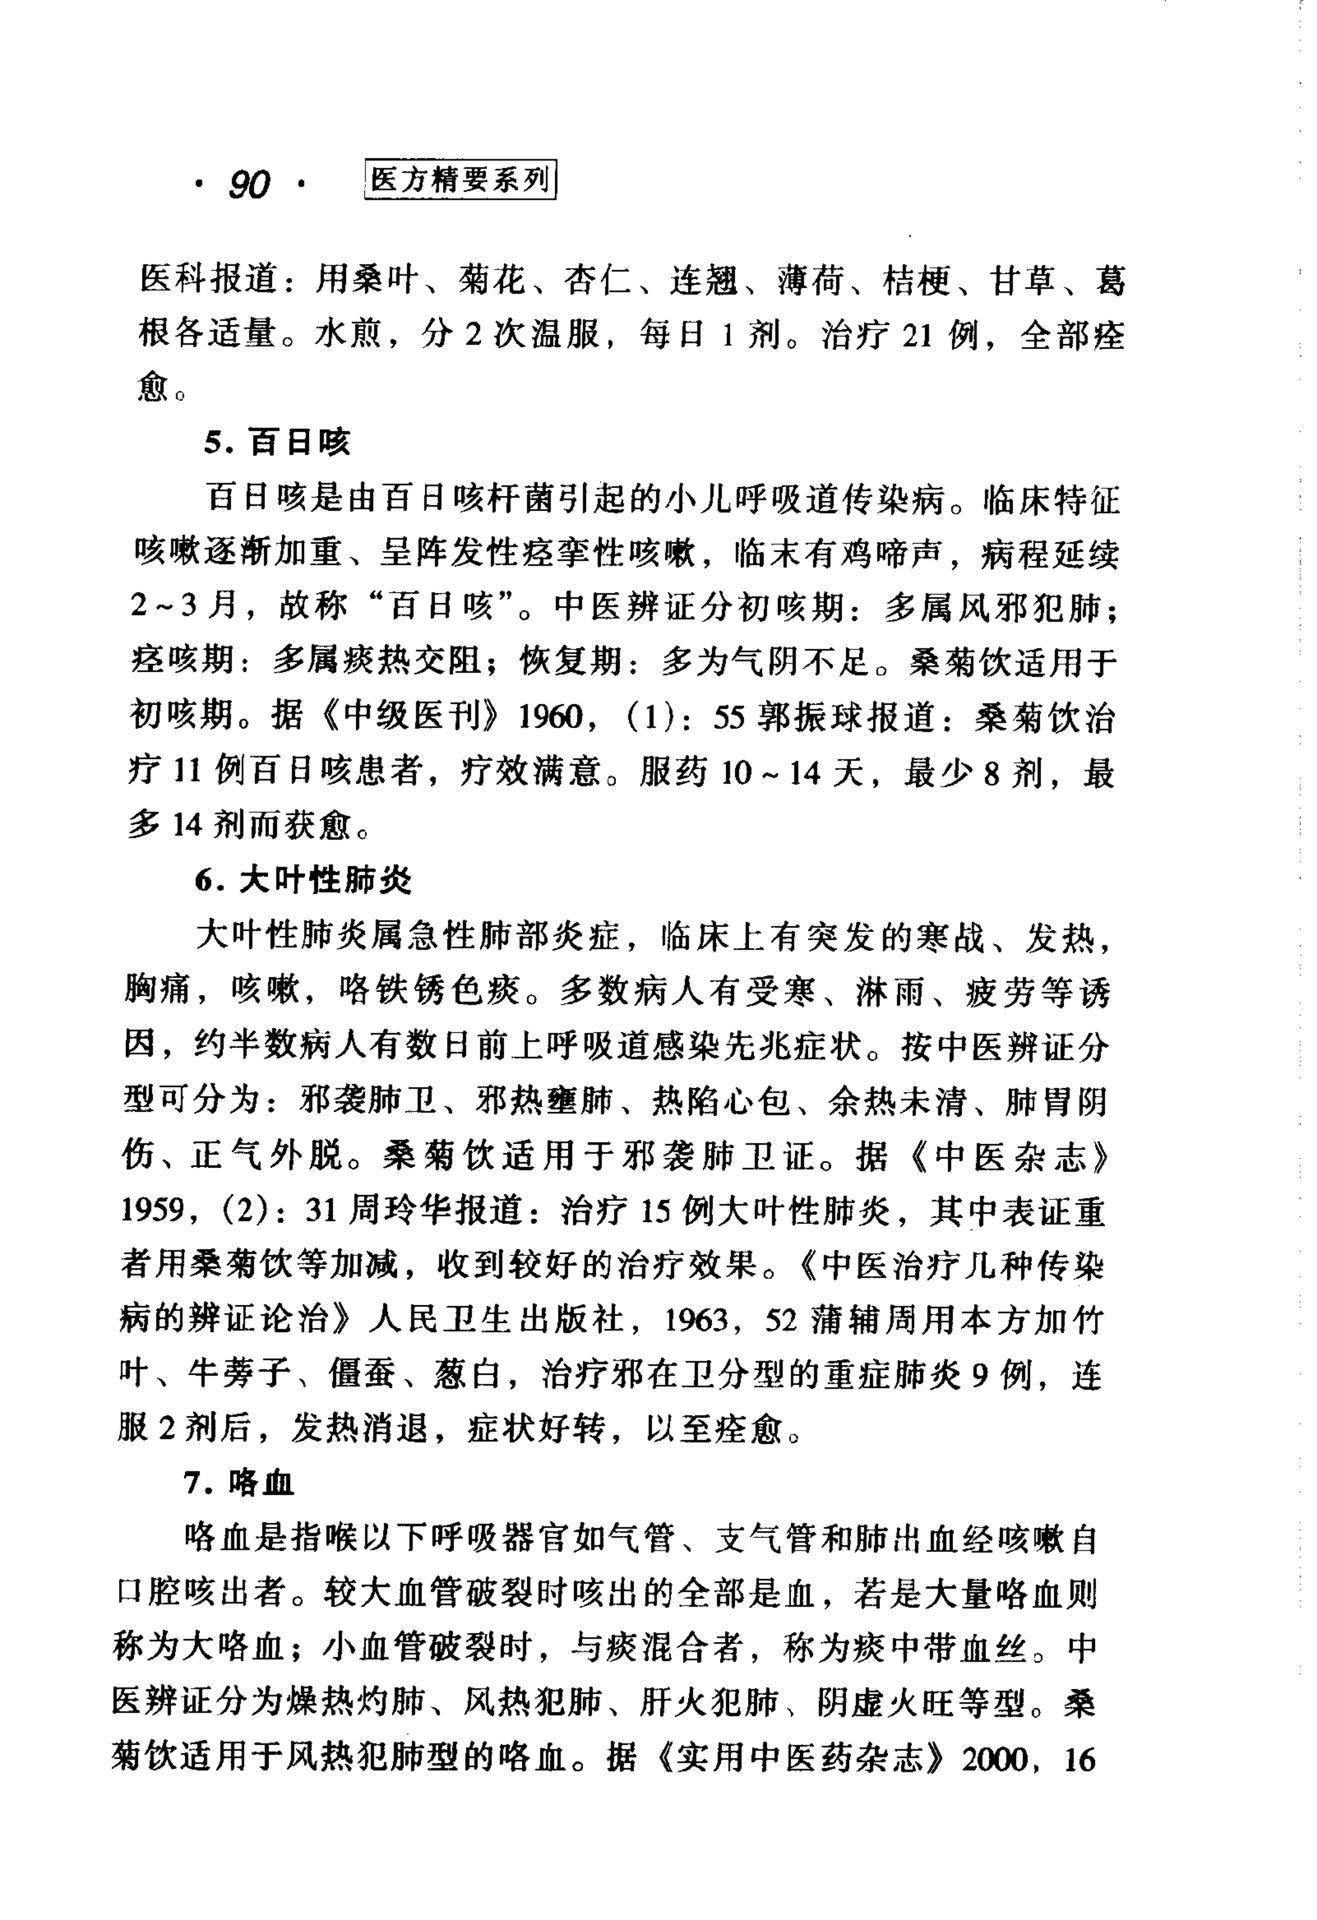 · 90 · 医方精要系列
医科报道：用桑叶、菊花、杏仁、连翘、薄荷、桔梗、甘草、葛
根各适量。水煎，分 2 次温服，每日 1 剂。治疗 21 例，全部痊
愈。
5. 百日咳
百日咳是由百日咳杆菌引起的小儿呼吸道传染病。临床特征
咳嗽逐渐加重、呈阵发性痉挛性咳嗽，临末有鸡啼声，病程延续
2～3 月，故称“百日咳”。中医辨证分初咳期：多属风邪犯肺；
痉咳期：多属痰热交阻；恢复期：多为气阴不足。桑菊饮适用于
初咳期。据《中级医刊》1960，（1）：55 郭振球报道：桑菊饮治
疗 11 例百日咳患者，疗效满意。服药 10～14 天，最少 8 剂，最
多 14 剂而获愈。
6. 大叶性肺炎
大叶性肺炎属急性肺部炎症，临床上有突发的寒战、发热，
胸痛，咳嗽，咯铁锈色痰。多数病人有受寒、淋雨、疲劳等诱
因，约半数病人有数日前上呼吸道感染先兆症状。按中医辨证分
型可分为：邪袭肺卫、邪热壅肺、热陷心包、余热未清、肺胃阴
伤、正气外脱。桑菊饮适用于邪袭肺卫证。据《中医杂志》
1959，（2）：31 周玲华报道：治疗 15 例大叶性肺炎，其中表证重
者用桑菊饮等加减，收到较好的治疗效果。《中医治疗几种传染
病的辨证论治》人民卫生出版社，1963，52 蒲辅周用本方加竹
叶、牛蒡子、僵蚕、葱白，治疗邪在卫分型的重症肺炎 9 例，连
服 2 剂后，发热消退，症状好转，以至痊愈。
7. 咯血
咯血是指喉以下呼吸器官如气管、支气管和肺出血经咳嗽自
口腔咳出者。较大血管破裂时咳出的全部是血，若是大量咯血则
称为大咯血；小血管破裂时，与痰混合者，称为痰中带血丝。中
医辨证分为燥热灼肺、风热犯肺、肝火犯肺、阴虚火旺等型。桑
菊饮适用于风热犯肺型的咯血。据《实用中医药杂志》2000，16